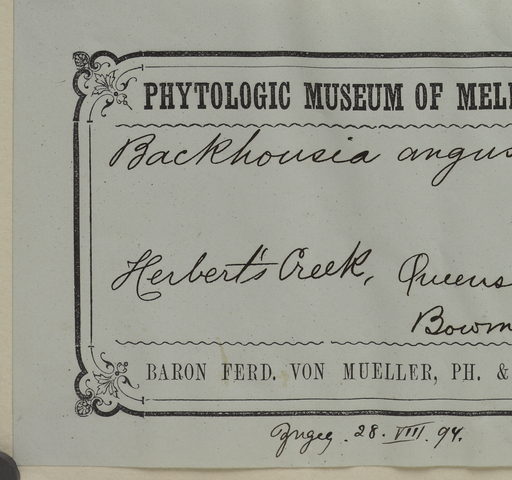 PHYTOLOGIC MUSEUM OF MEL
Backhousia angus
Herbert's Creek, Queens
Bowm
BARON FERD. VON MUELLER, PH. &
28. VIII. 94.